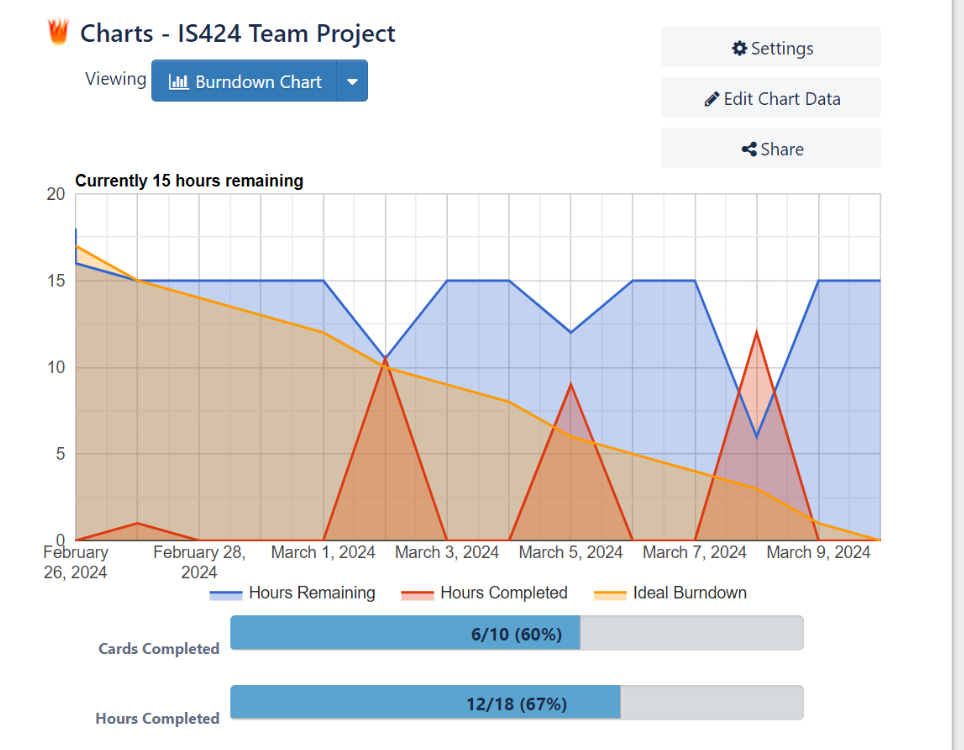 Charts - IS424 Team Project
Viewing
Burndown Chart
Settings
Edit Chart Data
Share
Currently 15 hours remaining
20
15
10
5
0
February 26, 2024
February 28, 2024
March 1, 2024
March 3, 2024
March 5, 2024
March 7, 2024
March 9, 2024
Hours Remaining
Hours Completed
Ideal Burndown
Cards Completed
6/10 (60%)
Hours Completed
12/18 (67%)